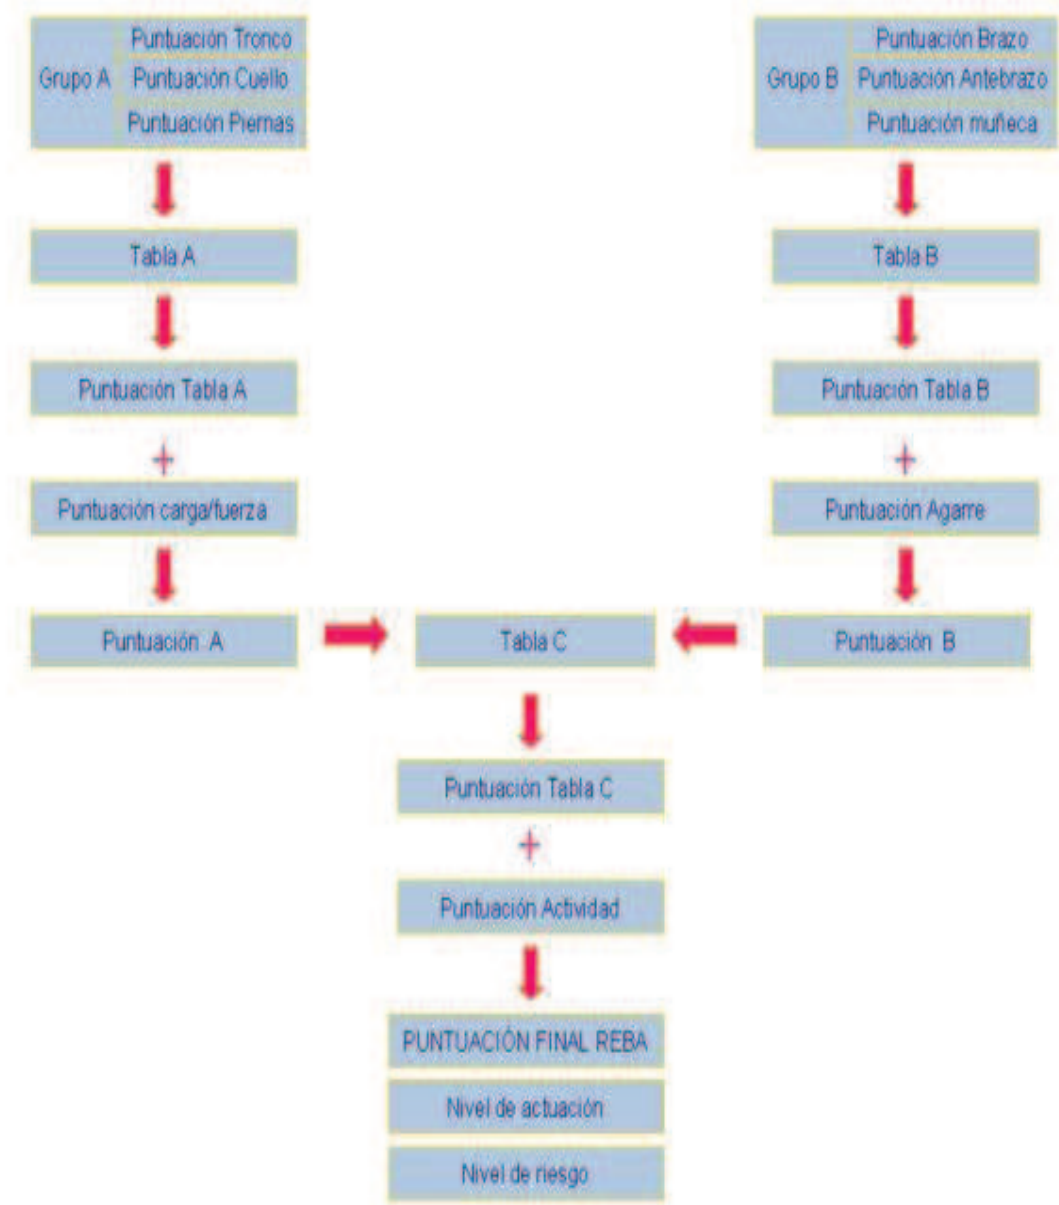 Grupo A
Puntuación Tronco
Puntuación Cuello
Puntuación Piernas
Tabla A
Puntuación Tabla A
+
Puntuación carga/fuerza
Puntuación A
Grupo B
Puntuación Brazo
Puntuación Antebrazo
Puntuación muñeca
Tabla B
Puntuación Tabla B
+
Puntuación Agarre
Puntuación B
Tabla C
Puntuación Tabla C
+
Puntuación Actividad
PUNTUACIÓN FINAL REBA
Nivel de actuación
Nivel de riesgo